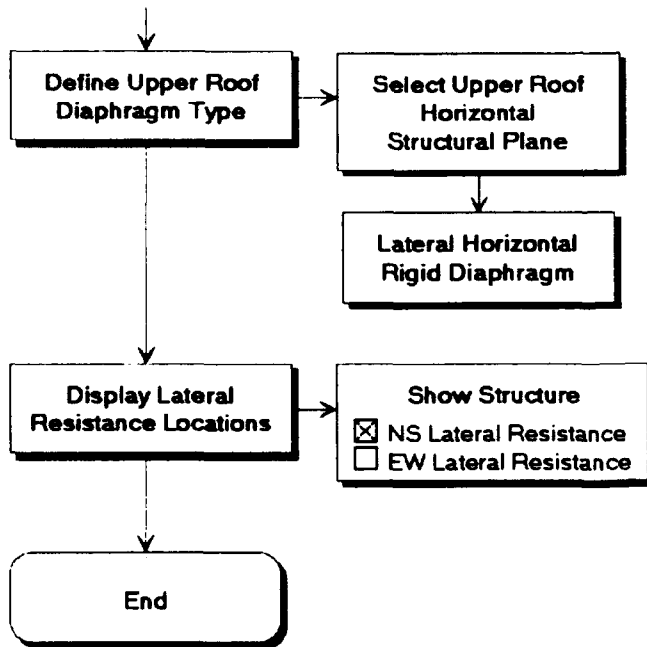 Define Upper Roof
Diaphragm Type
Select Upper Roof
Horizontal
Structural Plane
Lateral Horizontal
Rigid Diaphragm
Display Lateral
Resistance Locations
Show Structure
NS Lateral Resistance
EW Lateral Resistance
End